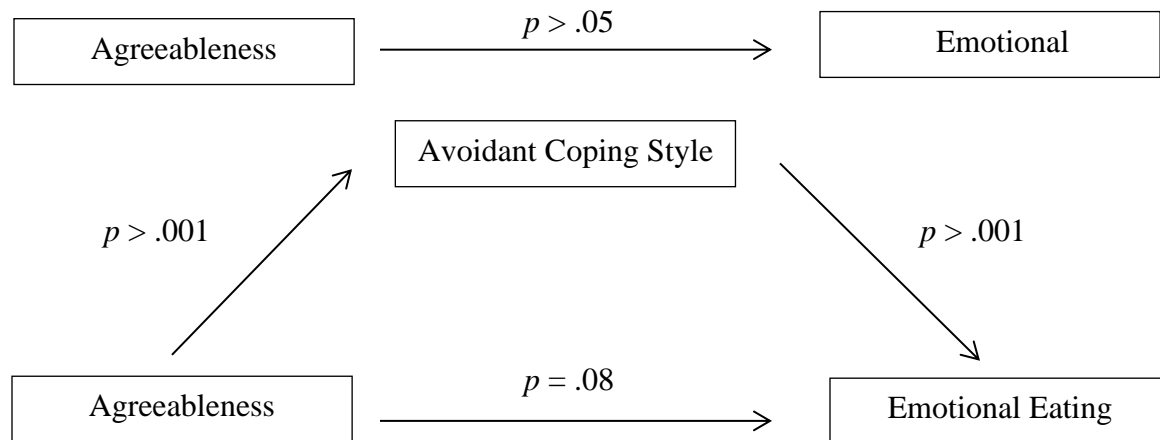 p > .05
Agreeableness
Emotional
Avoidant Coping Style
p > .001
p > .001
p = .08
Agreeableness
Emotional Eating